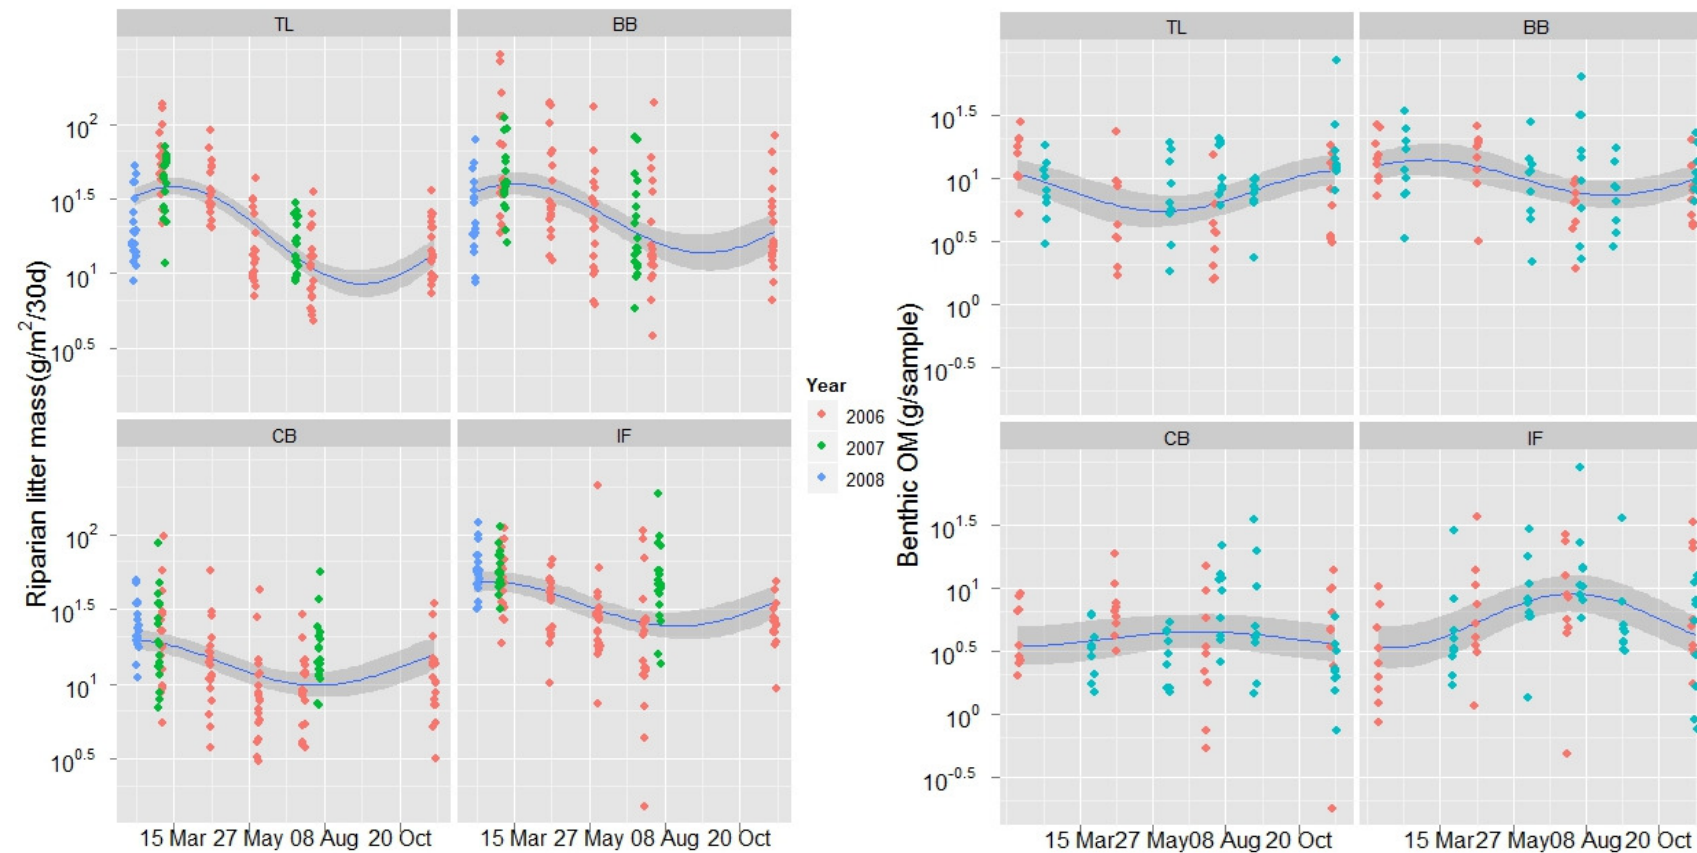 TL BB
10^2
10^1.5
10^1
10^0.5
CB IF
10^2
10^1.5
10^1
10^0.5
15 Mar 27 May 08 Aug 20 Oct 15 Mar 27 May 08 Aug 20 Oct
Riparian litter mass(g/m^2/30d)
Year
2006
2007
2008
TL BB
10^1.5
10^1
10^0.5
10^0
10^-0.5
CB IF
10^1.5
10^1
10^0.5
10^0
10^-0.5
15 Mar27 May08 Aug 20 Oct 15 Mar 27 May08 Aug20 Oct
Benthic OM(g/sample)